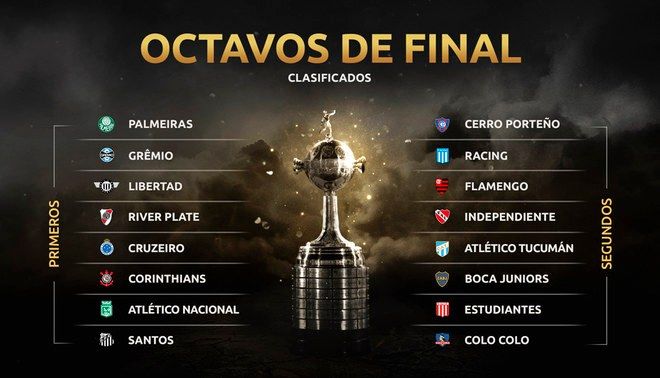 OCTAVOS DE FINAL
CLASIFICADOS
PRIMEROS
PALMEIRAS
GRÊMIO
LIBERTAD
RIVER PLATE
CRUZEIRO
CORINTHIANS
ATLÉTICO NACIONAL
SANTOS
CERRO PORTEÑO
RACING
FLAMENGO
INDEPENDIENTE
ATLÉTICO TUCUMÁN
BOCA JUNIORS
ESTUDIANTES
COLO COLO
SEGUNDOS